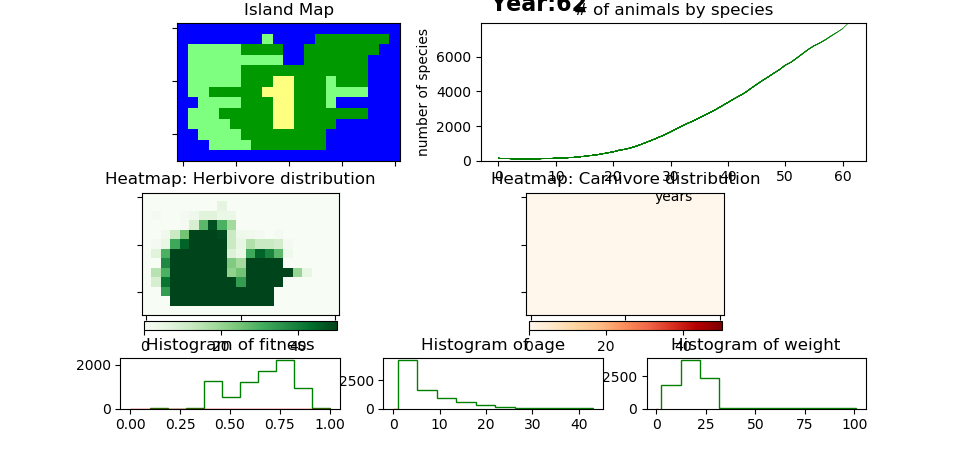 Year:62
Island Map
# of animals by species
number of species
6000
4000
2000
0
0 10 20 30 40 50 60
years
Heatmap: Herbivore distribution
Heatmap: Carnivore distribution
0 20 40
0 20 40
Histogram of fitness
Histogram of age
Histogram of weight
2000
0
0.00 0.25 0.50 0.75 1.00
2500
0
0 10 20 30 40
2500
0
0 25 50 75 100